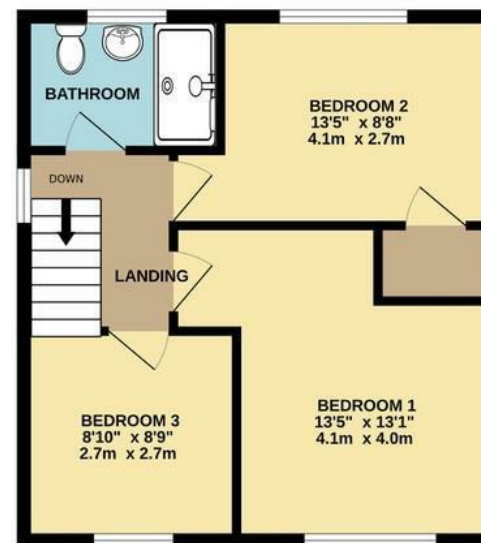 BATHROOM
BEDROOM 2
13'5" x 8'8"
4.1m x 2.7m
DOWN
LANDING
BEDROOM 3
8'10" x 8'9"
2.7m x 2.7m
BEDROOM 1
13'5" x 13'1"
4.1m x 4.0m